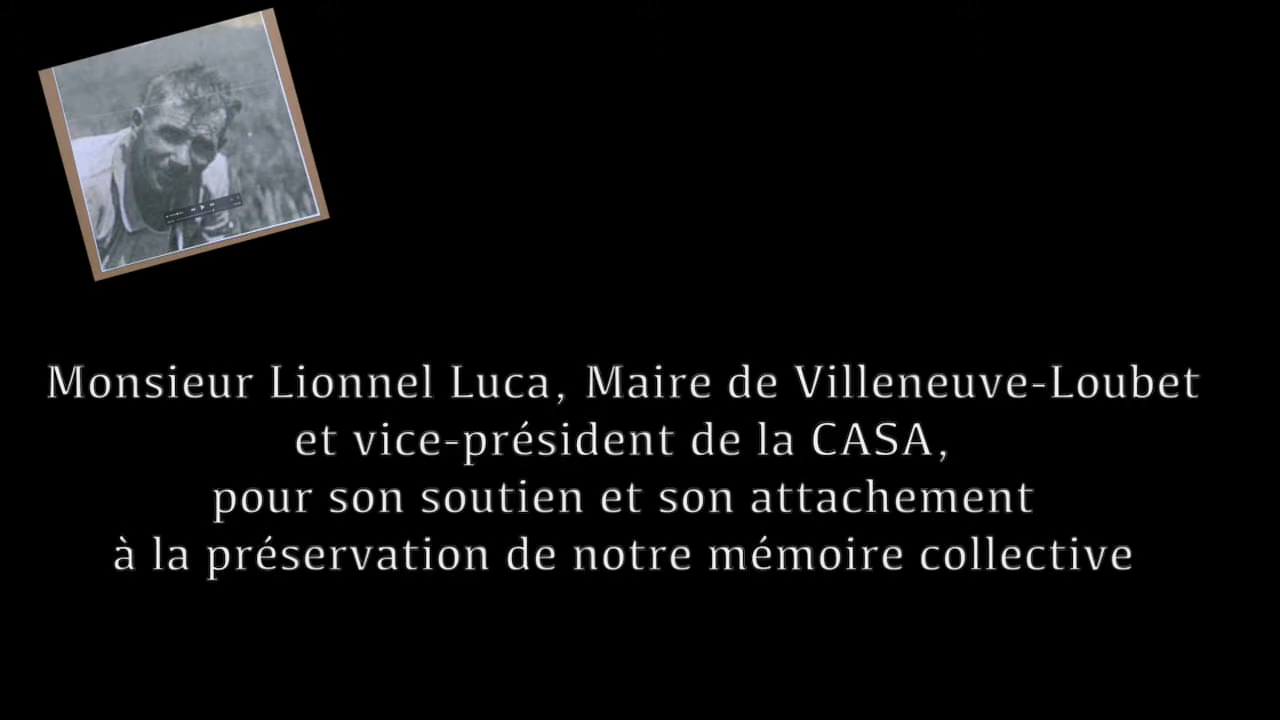 Monsieur Lionnel Luca, Maire de Villeneuve-Loubet
et vice-président de la CASA,
pour son soutien et son attachement
à la préservation de notre mémoire collective